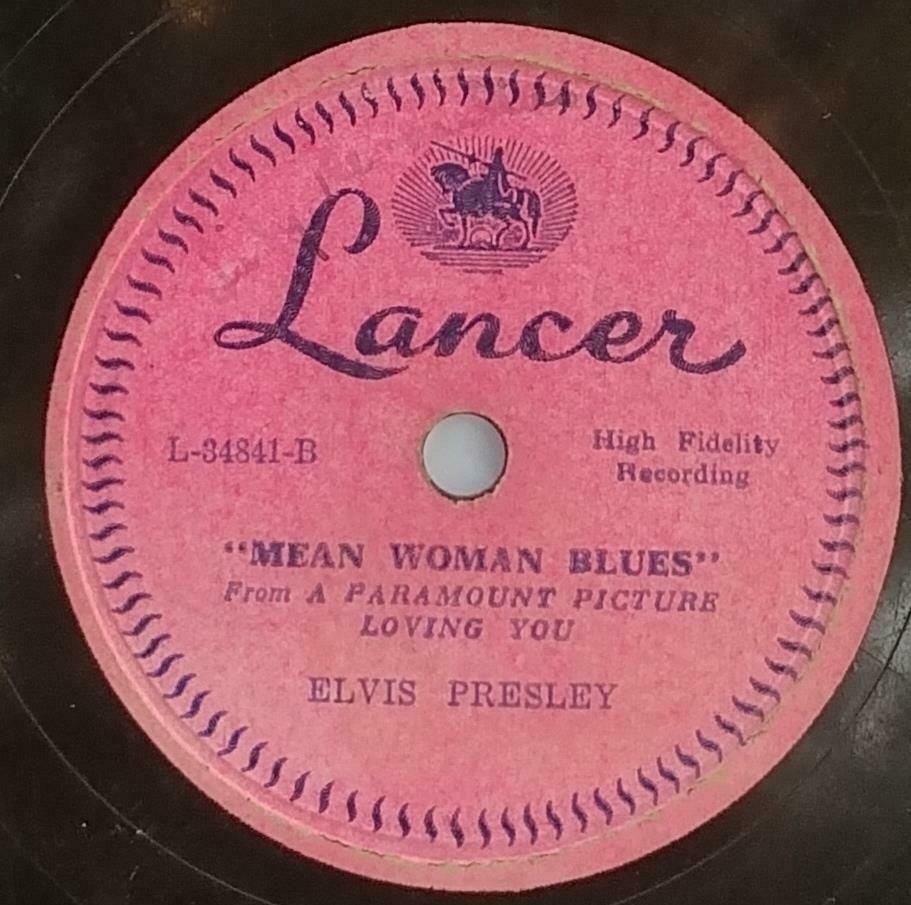 Lancer
L-34841-B
High Fidelity
Recording
"MEAN WOMAN BLUES"
From A PARAMOUNT PICTURE
LOVING YOU
ELVIS PRESLEY